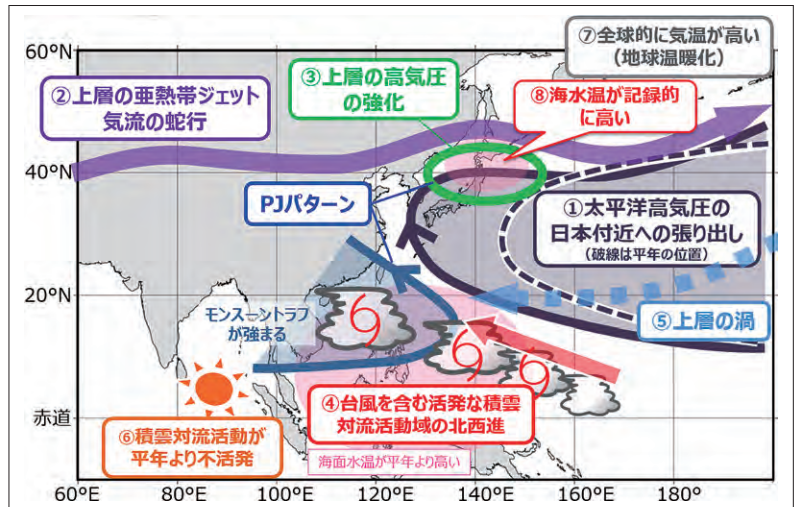 ⑦全球的に気温が高い
(地球温暖化)
60°N
③上層の高気圧
の強化
⑧海水温が記録的
に高い
②上層の亜熱帯ジェット
気流の蛇行
40°N
PJパターン
①太平洋高気圧の
日本付近への張り出し
(破線は平年の位置)
20°N
モンスーントラフ
が強まる
⑤上層の渦
④台風を含む活発な積雲
対流活動域の北西進
赤道
⑥積雲対流活動が
平年より不活発
海面水温が平年より高い
60°E
80°E
100°E
120°E
140°E
160°E
180°